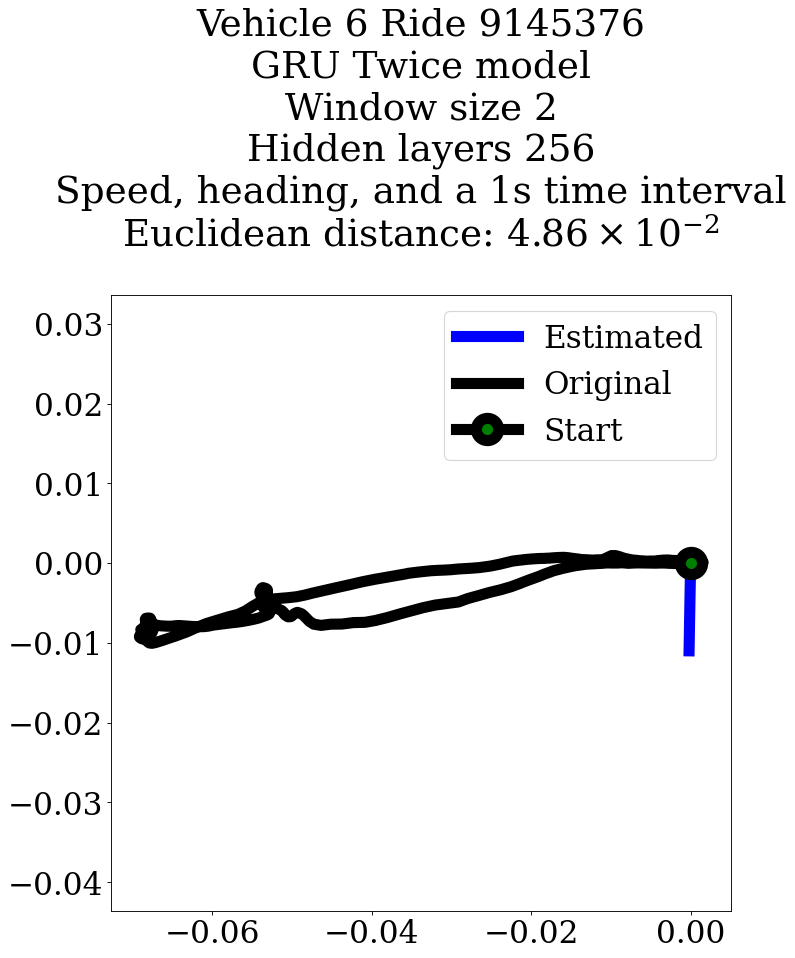 Vehicle 6 Ride 9145376
GRU Twice model
Window size 2
Hidden layers 256
Speed, heading, and a 1s time interval
Euclidean distance: 4.86 × 10⁻²
Estimated
Original
Start
0.03
0.02
0.01
0.00
−0.01
−0.02
−0.03
−0.04
−0.06 −0.04 −0.02 0.00